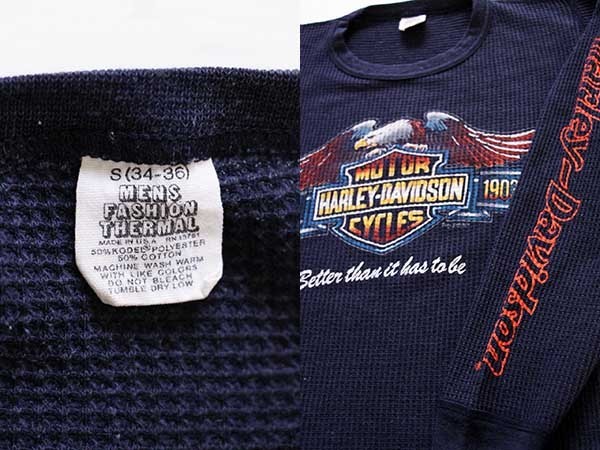 S (34-36)
MENS
FASHION
THERMAL
MADE IN U.S.A.
50% KODEL® POLYESTER
50% COTTON
MACHINE WASH WARM
WITH LIKE COLORS
DO NOT BLEACH
TUMBLE DRY LOW
MOTOR
HARLEY-DAVIDSON
CYCLES
190
Better than it has to be
Harley-Davidson